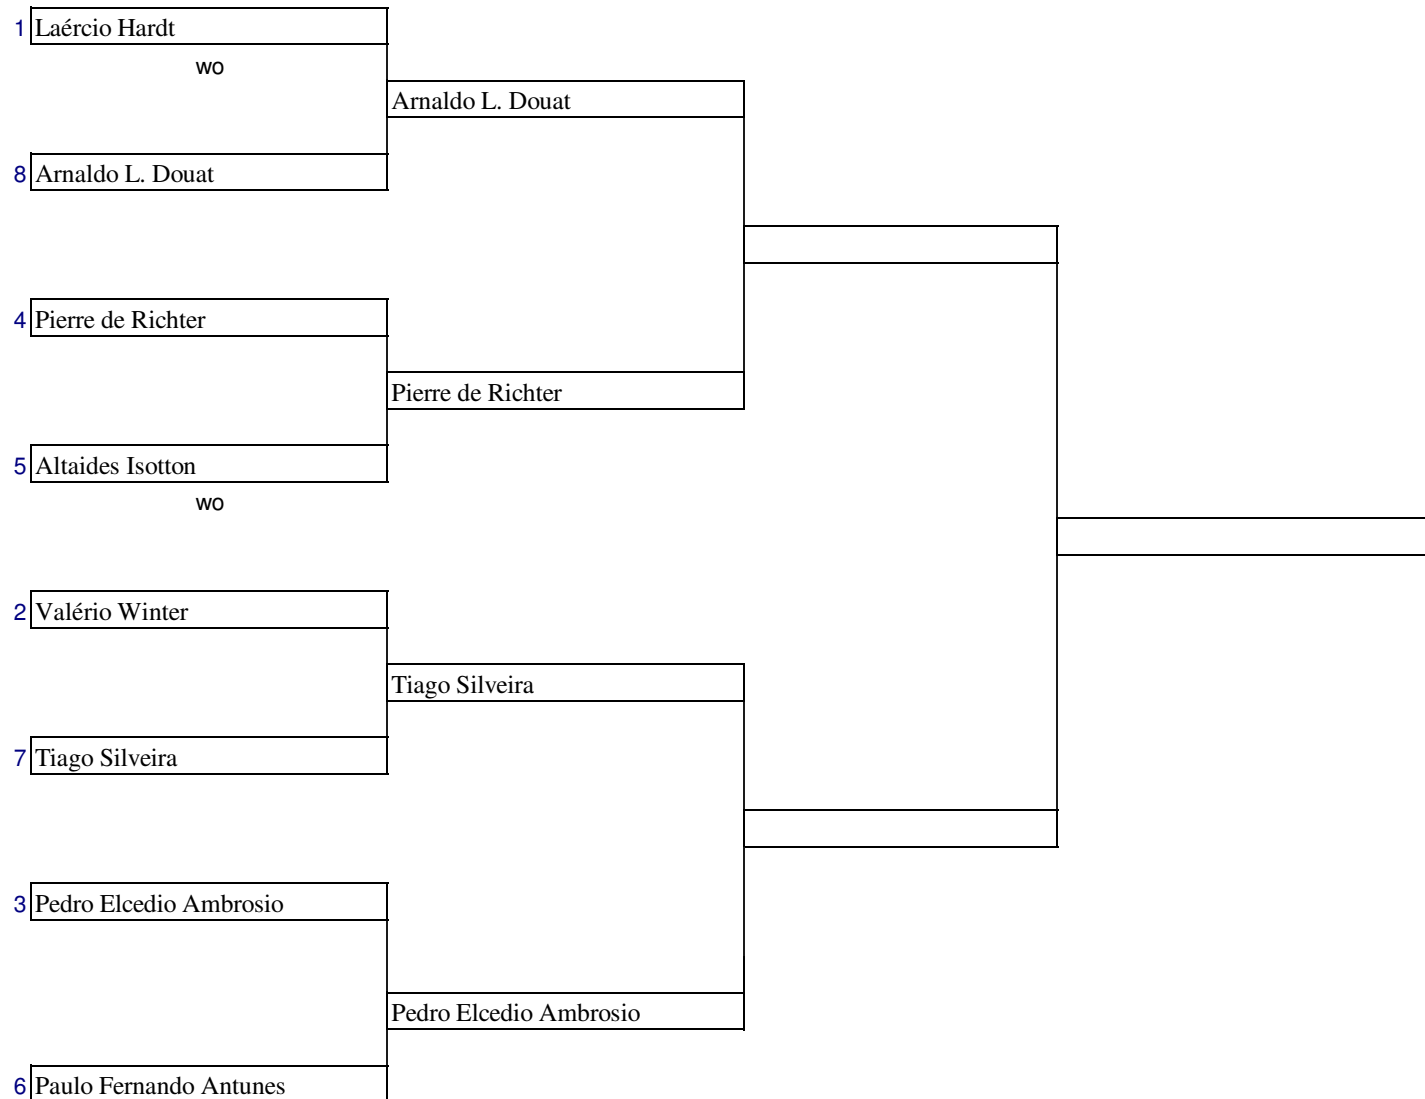 1 Laércio Hardt
wo
Arnaldo L. Douat
8 Arnaldo L. Douat
4 Pierre de Richter
Pierre de Richter
5 Altaides Isotton
wo
2 Valério Winter
Tiago Silveira
7 Tiago Silveira
3 Pedro Elcedio Ambrosio
Pedro Elcedio Ambrosio
6 Paulo Fernando Antunes